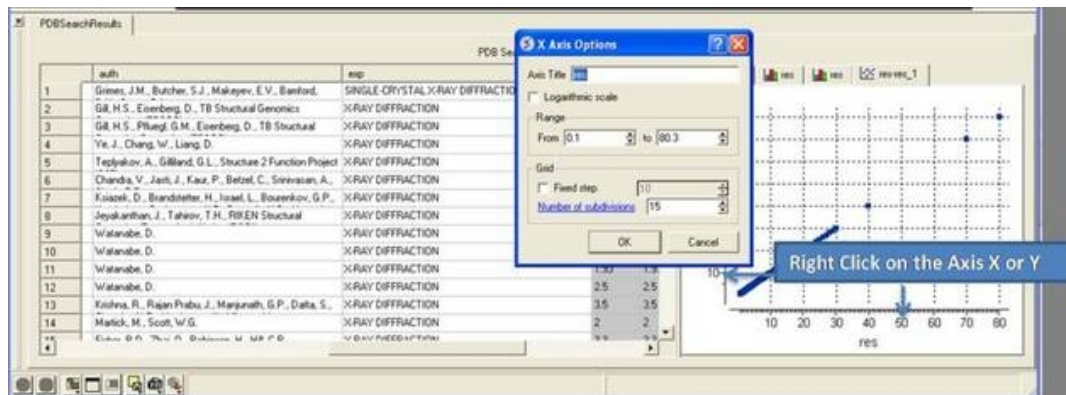 PDBSearchResults
PDB Se
auth exp
1 Grimes, J.M., Butcher, S.J., Makeyev, E.V., Bamford, SINGLE-CRYSTAL X-RAY DIFFRACTIO
2 Gill, H.S., Eisenberg, D., TB Structural Genomics X-RAY DIFFRACTION
3 Gill, H.S., Pfluegl, G.M., Eisenberg, D., TB Structural X-RAY DIFFRACTION
4 Ye, J., Chang, W., Liang, D. X-RAY DIFFRACTION
5 Teplyakov, A., Gilliland, G.L., Structure 2 Function Project X-RAY DIFFRACTION
6 Chandra, V., Jasti, J., Kaur, P., Betzel, C., Srinivasan, A., X-RAY DIFFRACTION
7 Ksiazek, D., Brandstetter, H., Israel, L., Bourenkov, G.P., X-RAY DIFFRACTION
8 Jeyakanthan, J., Tahirov, T.H., RIKEN Structural X-RAY DIFFRACTION
9 Watanabe, D. X-RAY DIFFRACTION
10 Watanabe, D. X-RAY DIFFRACTION
11 Watanabe, D. X-RAY DIFFRACTION
12 Watanabe, D. X-RAY DIFFRACTION 2.5 2.5
13 Krishna, R., Rajan Prabu, J., Manjunath, G.P., Datta, S., X-RAY DIFFRACTION 3.5 3.5
14 Martick, M., Scott, W.G. X-RAY DIFFRACTION 2 2
X Axis Options
Axis Title res
Logarithmic scale
Range
From 0.1 to 80.3
Grid
Fixed step 10
Number of subdivisions 15
OK Cancel
res res res-res_1
Right Click on the Axis X or Y
10
10 20 30 40 50 60 70 80
res